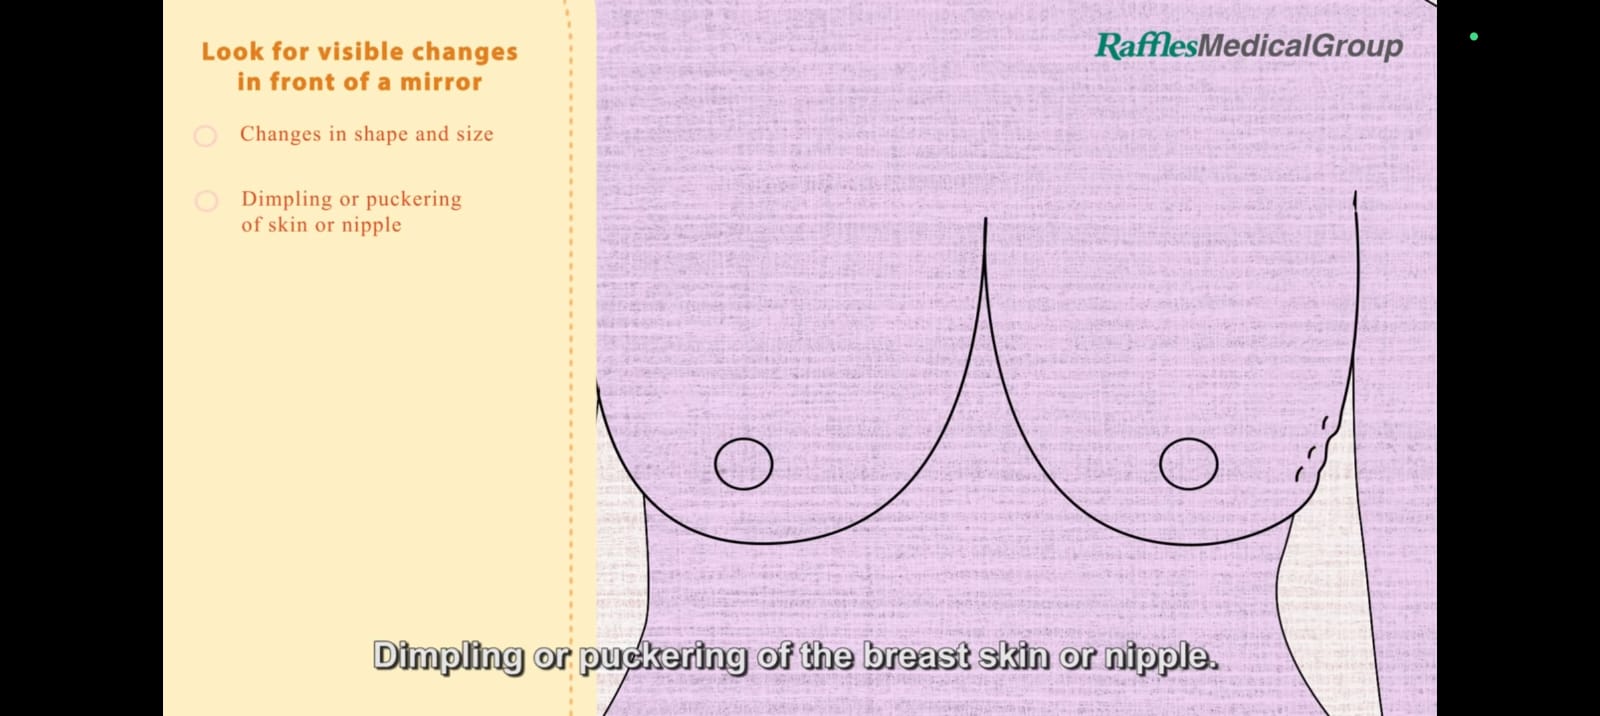 Look for visible changes
in front of a mirror
Changes in shape and size
Dimpling or puckering
of skin or nipple
RafflesMedicalGroup
Dimpling or puckering of the breast skin or nipple.